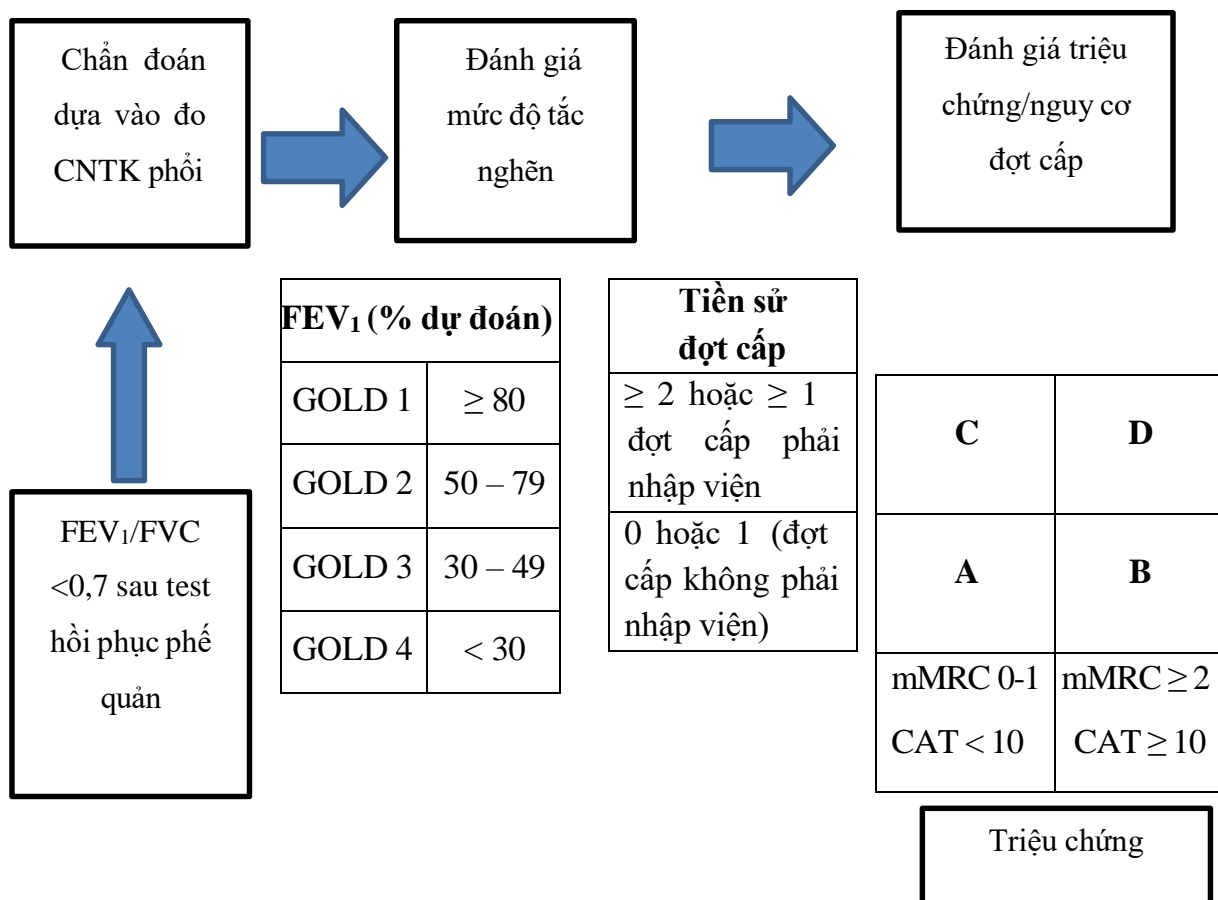 Chẩn đoán
dựa vào đo
CNTK phổi
Đánh giá
mức độ tắc
nghẽn
Đánh giá triệu
chứng/nguy cơ
đợt cấp
FEV₁/FVC
<0,7 sau test
hồi phục phế
quản
FEV₁ (% dự đoán)
GOLD 1 ≥ 80
GOLD 2 50 – 79
GOLD 3 30 – 49
GOLD 4 < 30
Tiền sử
đợt cấp
≥ 2 hoặc ≥ 1
đợt cấp phải
nhập viện
0 hoặc 1 (đợt
cấp không phải
nhập viện)
C D
A B
mMRC 0-1 mMRC ≥ 2
CAT < 10 CAT ≥ 10
Triệu chứng